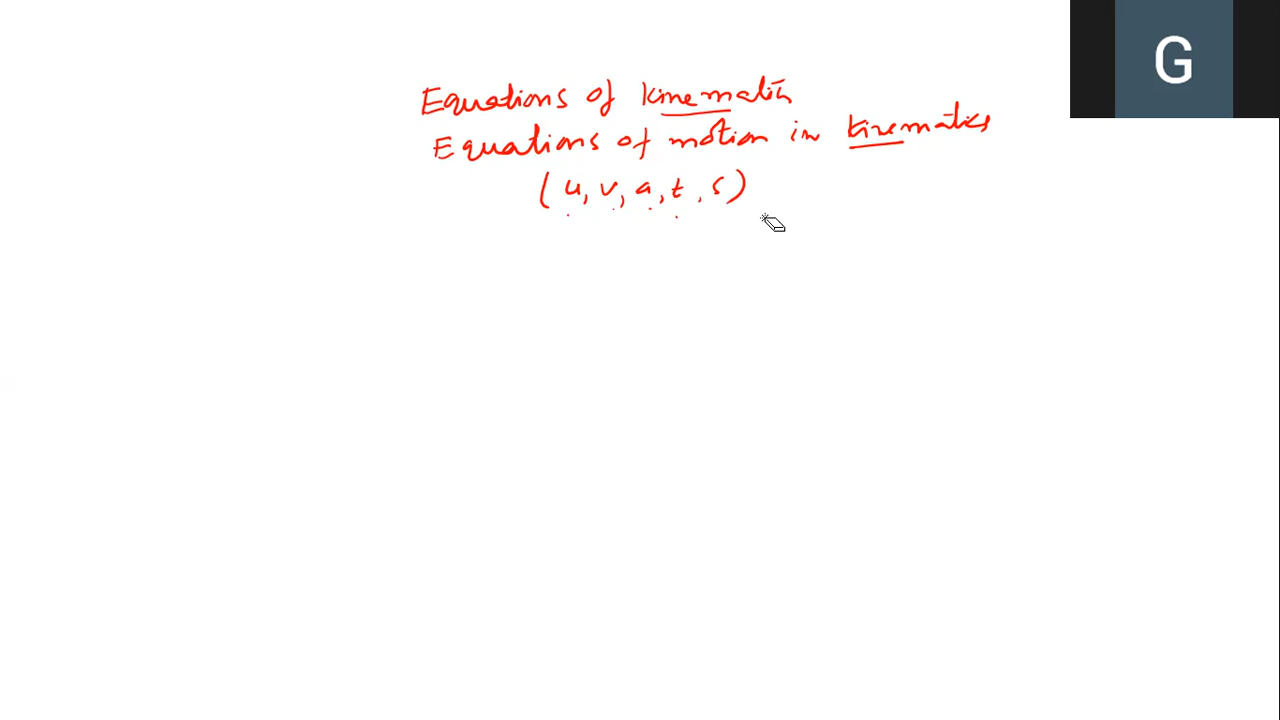 Equations of kinematics
Equations of motion in kinematics
(u, v, a, t, s)
G